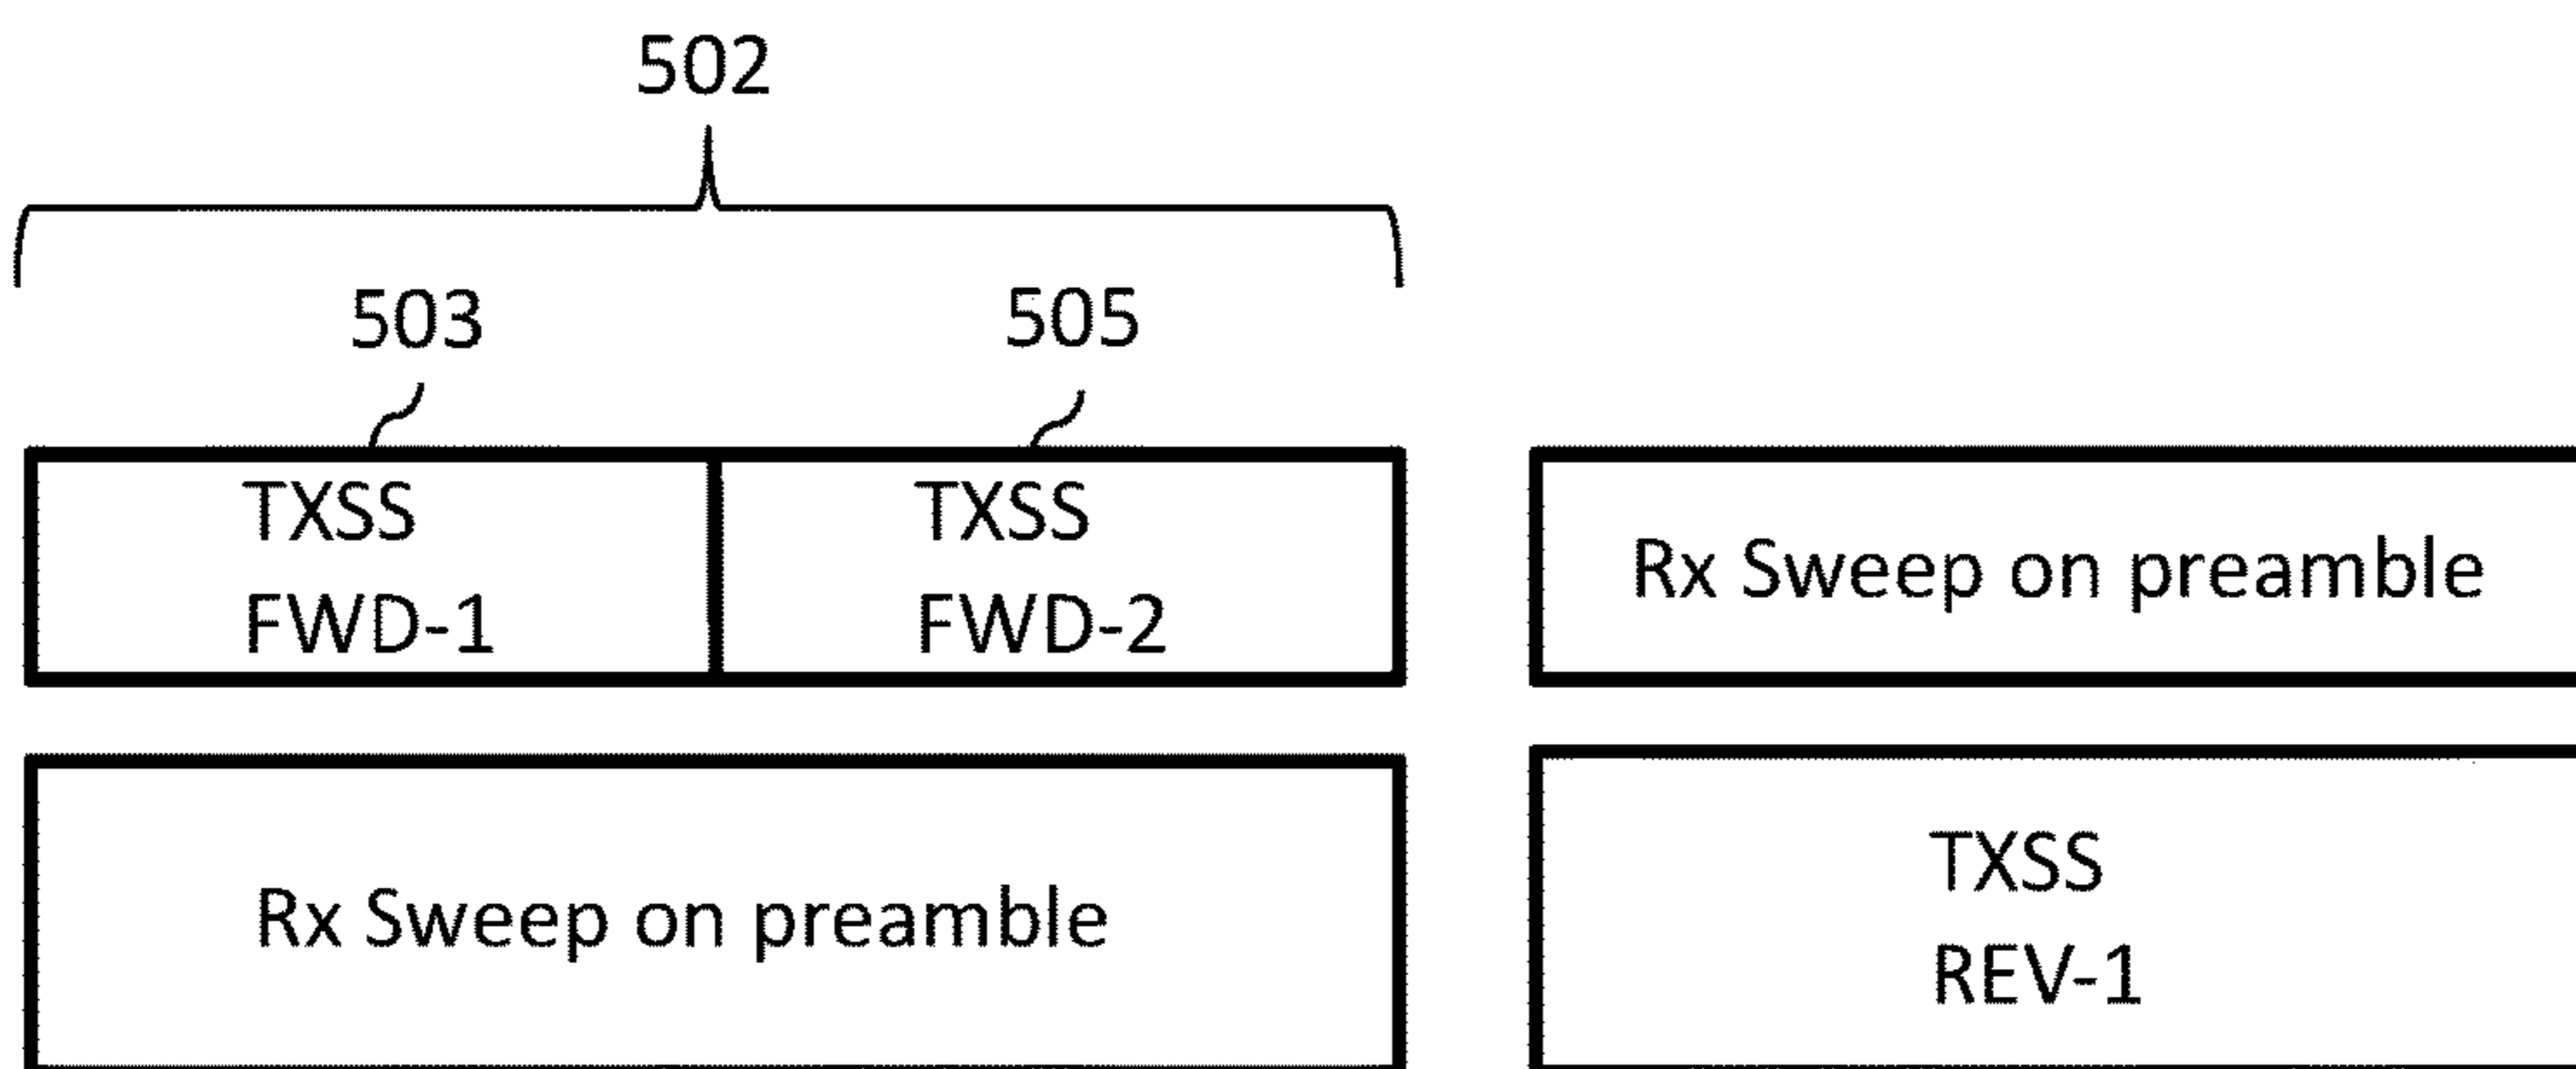 502
503
505
TXSS
FWD-1
TXSS
FWD-2
Rx Sweep on preamble
Rx Sweep on preamble
TXSS
REV-1